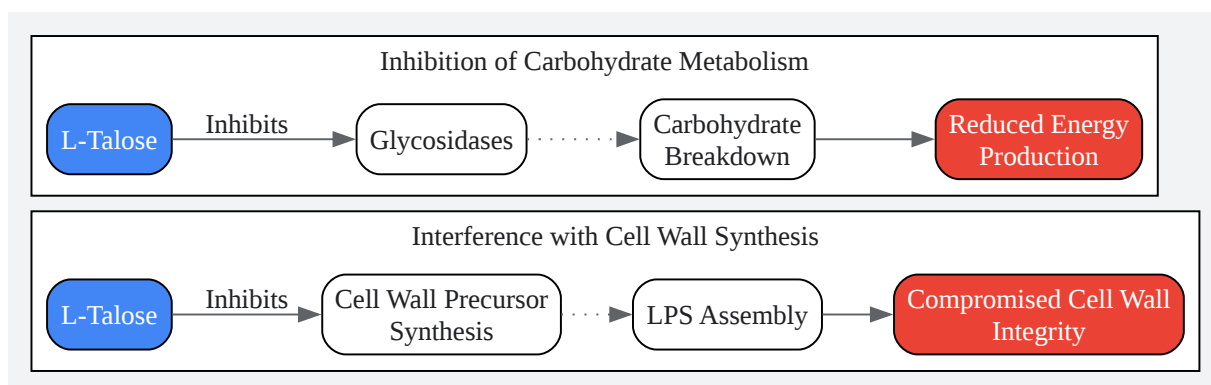 Inhibition of Carbohydrate Metabolism
L-Talose
Inhibits
Glycosidases
Carbohydrate
Breakdown
Reduced Energy
Production
Interference with Cell Wall Synthesis
L-Talose
Inhibits
Cell Wall Precursor
Synthesis
LPS Assembly
Compromised Cell Wall
Integrity